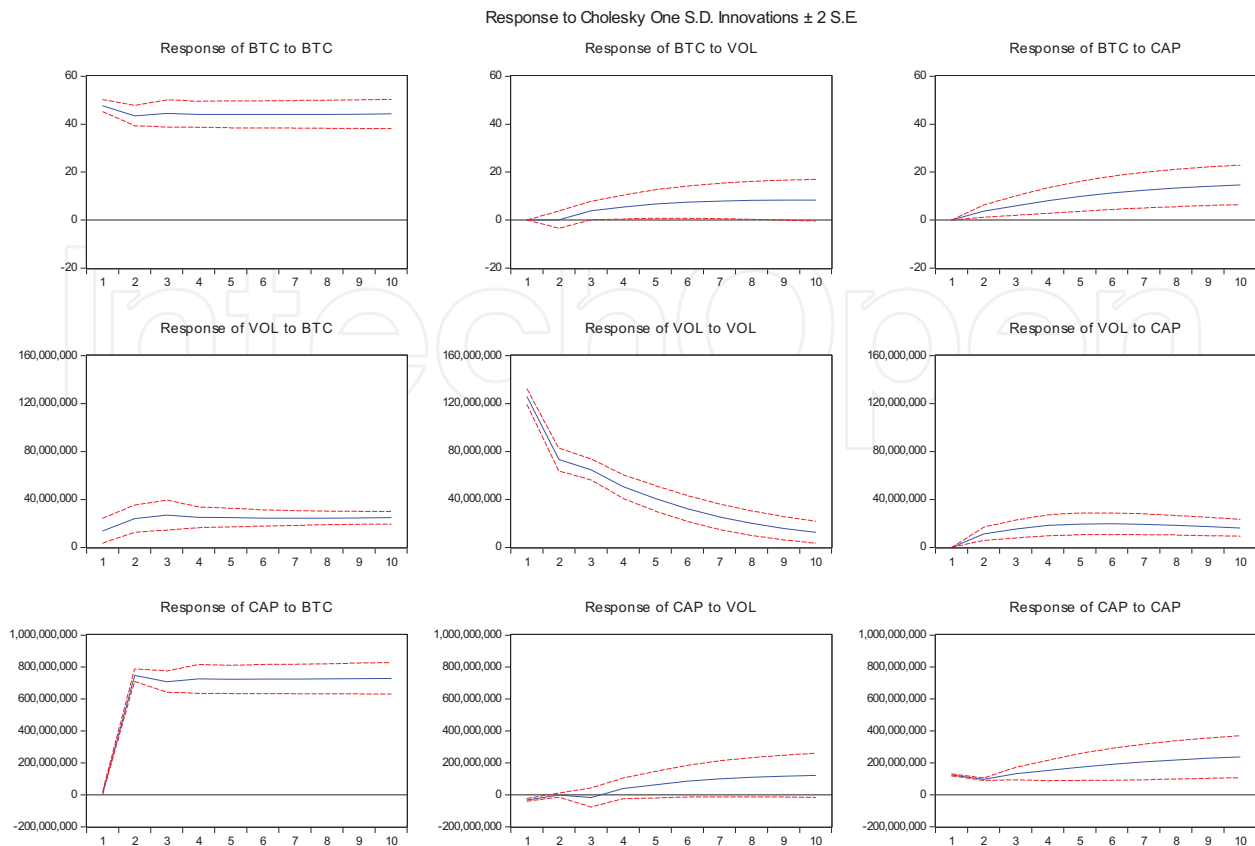 Response to Cholesky One S.D. Innovations ± 2 S.E.
Response of BTC to BTC
60
40
20
0
-20
1 2 3 4 5 6 7 8 9 10
Response of BTC to VOL
60
40
20
0
-20
1 2 3 4 5 6 7 8 9 10
Response of BTC to CAP
60
40
20
0
-20
1 2 3 4 5 6 7 8 9 10
Response of VOL to BTC
160,000,000
120,000,000
80,000,000
40,000,000
0
1 2 3 4 5 6 7 8 9 10
Response of VOL to VOL
160,000,000
120,000,000
80,000,000
40,000,000
0
1 2 3 4 5 6 7 8 9 10
Response of VOL to CAP
160,000,000
120,000,000
80,000,000
40,000,000
0
1 2 3 4 5 6 7 8 9 10
Response of CAP to BTC
1,000,000,000
800,000,000
600,000,000
400,000,000
200,000,000
0
-200,000,000
1 2 3 4 5 6 7 8 9 10
Response of CAP to VOL
1,000,000,000
800,000,000
600,000,000
400,000,000
200,000,000
0
-200,000,000
1 2 3 4 5 6 7 8 9 10
Response of CAP to CAP
1,000,000,000
800,000,000
600,000,000
400,000,000
200,000,000
0
-200,000,000
1 2 3 4 5 6 7 8 9 10
IntechOpen